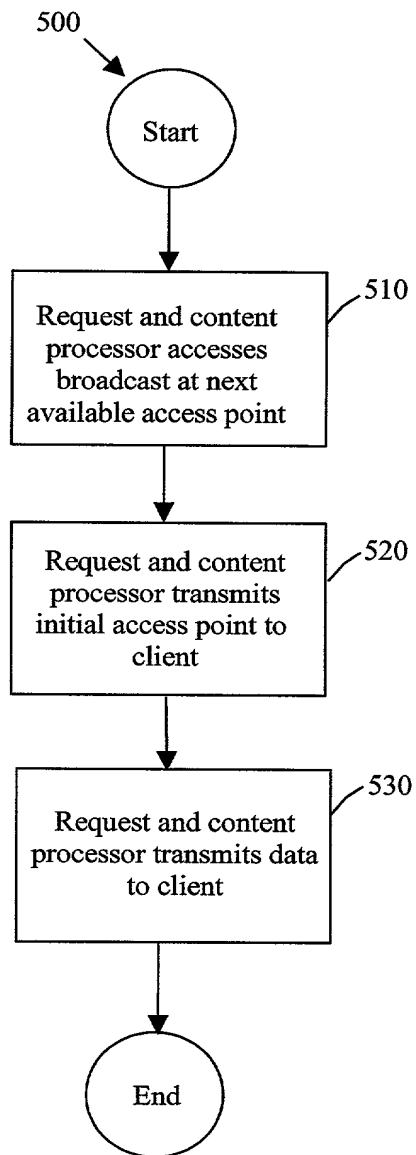 500
Start
510
Request and content
processor accesses
broadcast at next
available access point
520
Request and content
processor transmits
initial access point to
client
530
Request and content
processor transmits data
to client
End